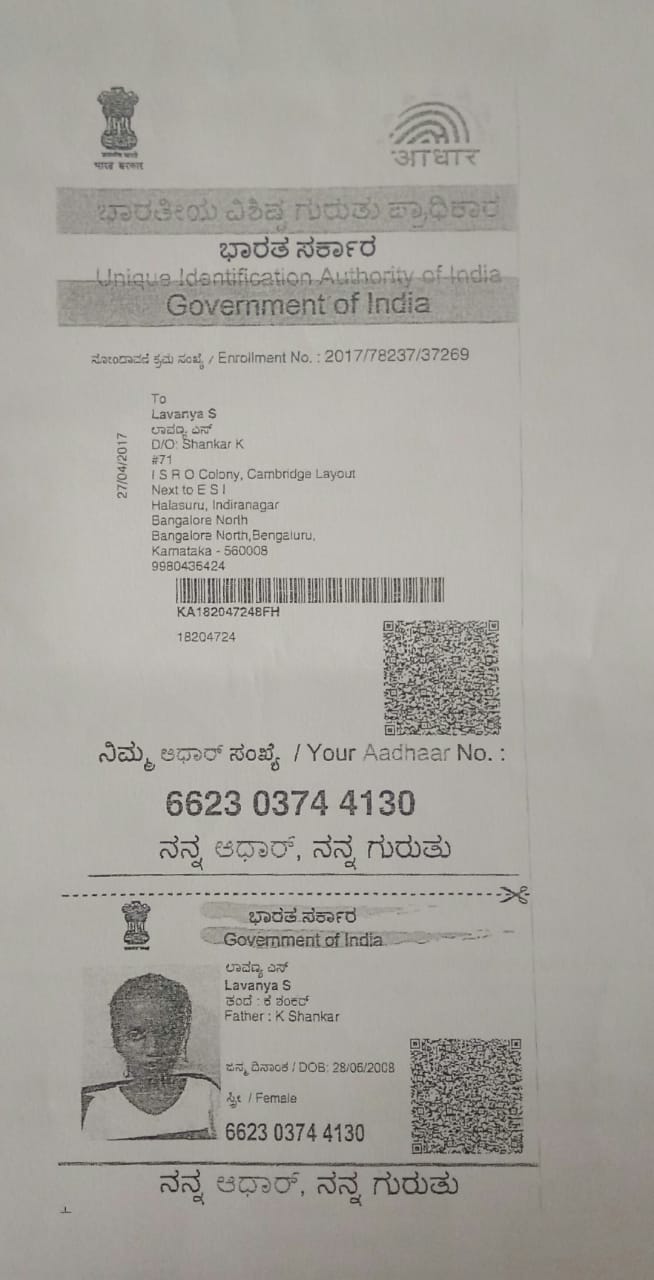 भारत सरकार
आधार
ಭಾರತೀಯ ವಿಶಿಷ್ಟ ಗುರುತು ಪ್ರಾಧಿಕಾರ
ಭಾರತ ಸರ್ಕಾರ
Unique Identification Authority of India
Government of India
ನೋಂದಾವಣೆ ಕ್ರಮ ಸಂಖ್ಯೆ / Enrollment No. : 2017/78237/37269
27/04/2017
To
Lavanya S
ಲಾವಣ್ಯ ಎಸ್
D/O: Shankar K
#71
I S R O Colony, Cambridge Layout
Next to E S I
Halasuru, Indiranagar
Bangalore North
Bangalore North,Bengaluru,
Karnataka - 560008
9980436424
KA182047248FH
18204724
ನಿಮ್ಮ ಆಧಾರ್ ಸಂಖ್ಯೆ / Your Aadhaar No. :
6623 0374 4130
ನನ್ನ ಆಧಾರ್, ನನ್ನ ಗುರುತು
ಭಾರತ ಸರ್ಕಾರ
Government of India
ಲಾವಣ್ಯ ಎಸ್
Lavanya S
ತಂದೆ : ಕೆ ಶಂಕರ್
Father : K Shankar
ಜನ್ಮ ದಿನಾಂಕ / DOB: 28/06/2008
ಸ್ತ್ರೀ / Female
6623 0374 4130
ನನ್ನ ಆಧಾರ್, ನನ್ನ ಗುರುತು